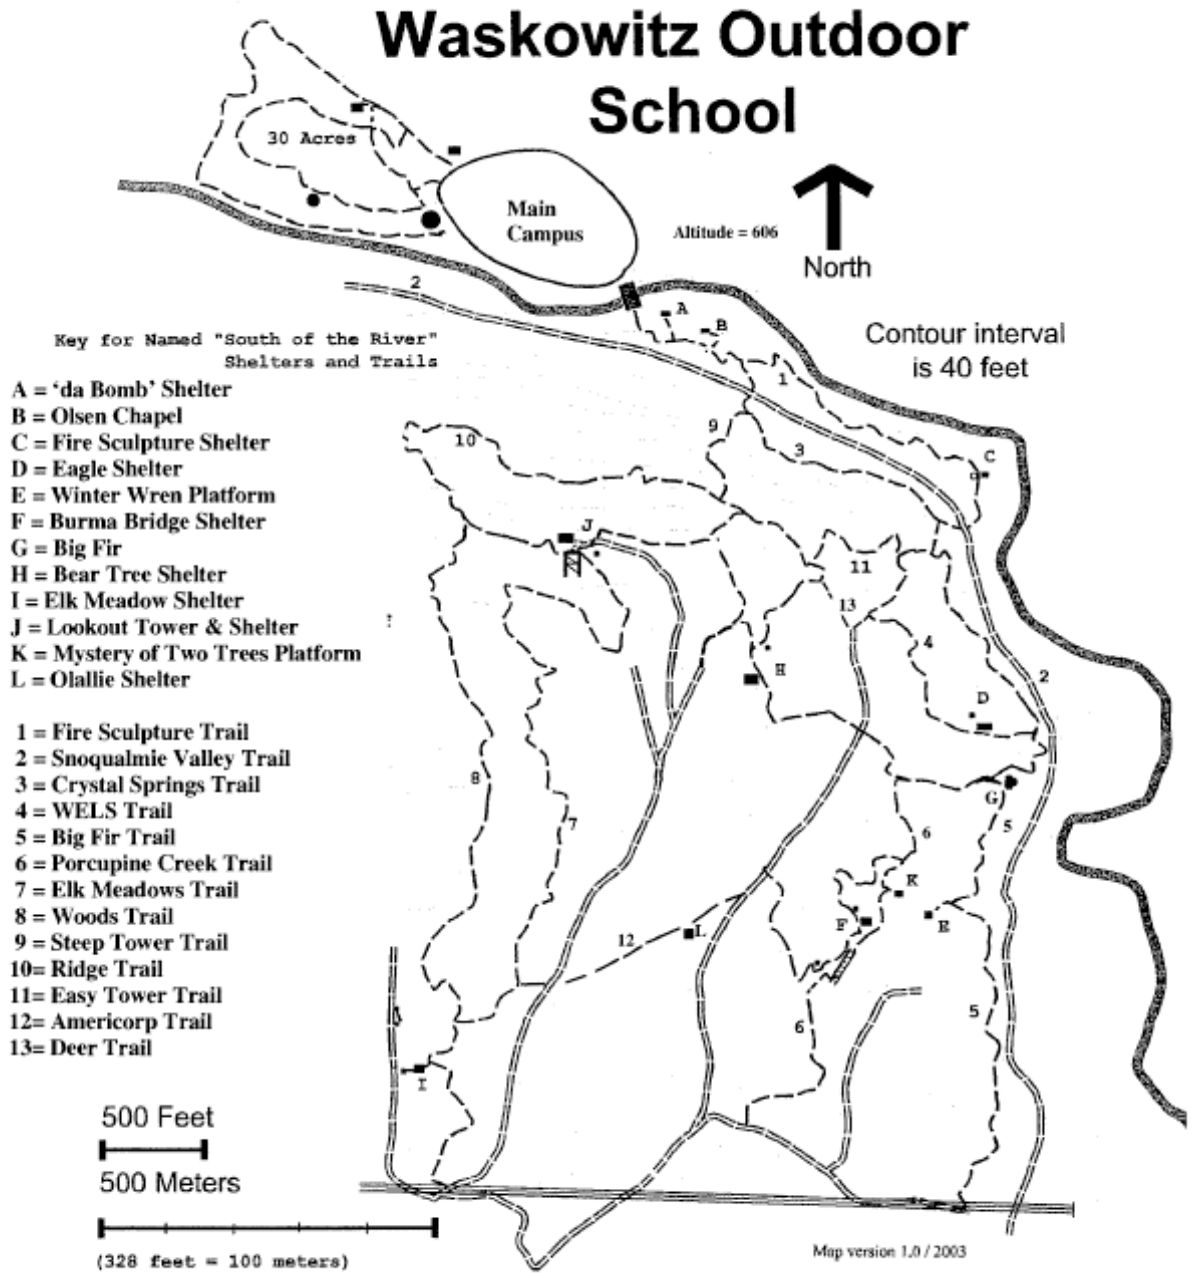 Waskowitz Outdoor
School
30 Acres
Main
Campus
Altitude = 606
North
2
A
B
Contour interval
is 40 feet
Key for Named "South of the River"
Shelters and Trails
A = ‘da Bomb’ Shelter
B = Olsen Chapel
C = Fire Sculpture Shelter
D = Eagle Shelter
E = Winter Wren Platform
F = Burma Bridge Shelter
G = Big Fir
H = Bear Tree Shelter
I = Elk Meadow Shelter
J = Lookout Tower & Shelter
K = Mystery of Two Trees Platform
L = Olallie Shelter
1 = Fire Sculpture Trail
2 = Snoqualmie Valley Trail
3 = Crystal Springs Trail
4 = WELS Trail
5 = Big Fir Trail
6 = Porcupine Creek Trail
7 = Elk Meadows Trail
8 = Woods Trail
9 = Steep Tower Trail
10= Ridge Trail
11= Easy Tower Trail
12= Americorp Trail
13= Deer Trail
1
9
10
3
C
J
11
13
4
H
2
D
8
G
7
5
6
K
F
E
12
L
6
5
I
500 Feet
500 Meters
(328 feet = 100 meters)
Map version 1.0 / 2003